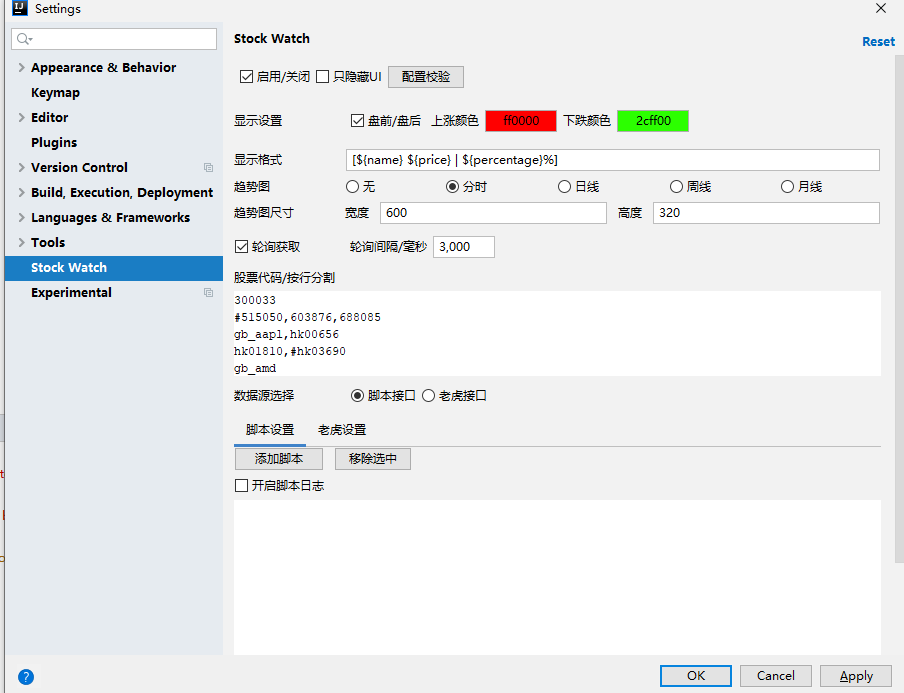 IJ Settings
Stock Watch
Reset
Appearance & Behavior
Keymap
Editor
Plugins
Version Control
Build, Execution, Deployment
Languages & Frameworks
Tools
Stock Watch
Experimental
启用/关闭 只隐藏UI 配置校验
显示设置 盘前/盘后 上涨颜色 ff0000 下跌颜色 2cff00
显示格式 [${name} ${price} | ${percentage}%]
趋势图 无 分时 日线 周线 月线
趋势图尺寸 宽度 600 高度 320
轮询获取 轮询间隔/毫秒 3,000
股票代码/按行分割
300033
#515050,603876,688085
gb_aapl,hk00656
hk01810,#hk03690
gb_amd
数据源选择 脚本接口 老虎接口
脚本设置 老虎设置
添加脚本 移除选中
开启脚本日志
? OK Cancel Apply